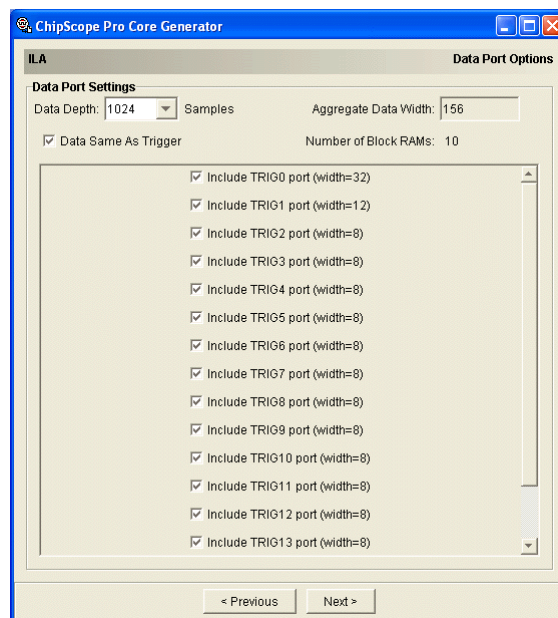 ChipScope Pro Core Generator
ILA Data Port Options
Data Port Settings
Data Depth: 1024 Samples Aggregate Data Width: 156
Data Same As Trigger Number of Block RAMs: 10
Include TRIG0 port (width=32)
Include TRIG1 port (width=12)
Include TRIG2 port (width=8)
Include TRIG3 port (width=8)
Include TRIG4 port (width=8)
Include TRIG5 port (width=8)
Include TRIG6 port (width=8)
Include TRIG7 port (width=8)
Include TRIG8 port (width=8)
Include TRIG9 port (width=8)
Include TRIG10 port (width=8)
Include TRIG11 port (width=8)
Include TRIG12 port (width=8)
Include TRIG13 port (width=8)
< Previous Next >